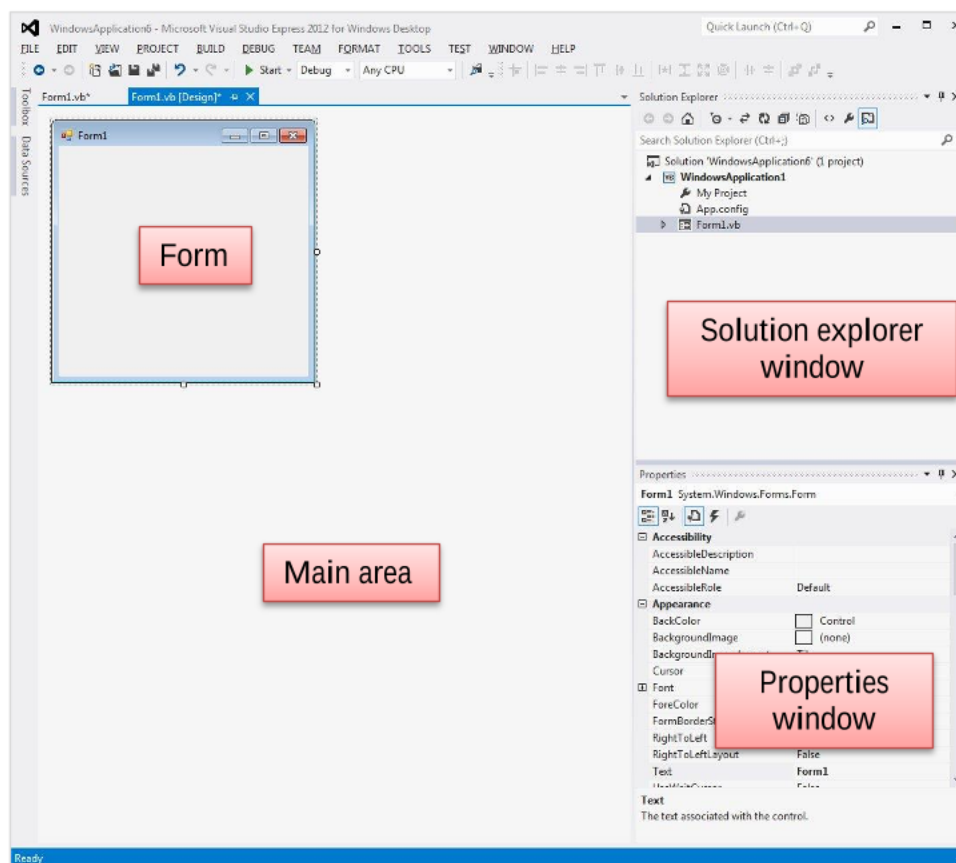 WindowsApplication6 - Microsoft Visual Studio Express 2012 for Windows Desktop
Quick Launch (Ctrl+Q)
FILE EDIT VIEW PROJECT BUILD DEBUG TEAM FORMAT TOOLS TEST WINDOW HELP
Start Debug Any CPU
Toolbox
Data Sources
Form1.vb*
Form1.vb [Design]*
Form1
Form
Main area
Solution Explorer
Search Solution Explorer (Ctrl+;)
Solution 'WindowsApplication6' (1 project)
WindowsApplication1
My Project
App.config
Form1.vb
Solution explorer
window
Properties
Form1 System.Windows.Forms.Form
Accessibility
AccessibleDescription
AccessibleName
AccessibleRole Default
Appearance
BackColor Control
BackgroundImage (none)
Cursor
Font
ForeColor
RightToLeft
RightToLeftLayout False
Text Form1
Properties
window
Text
The text associated with the control.
Ready